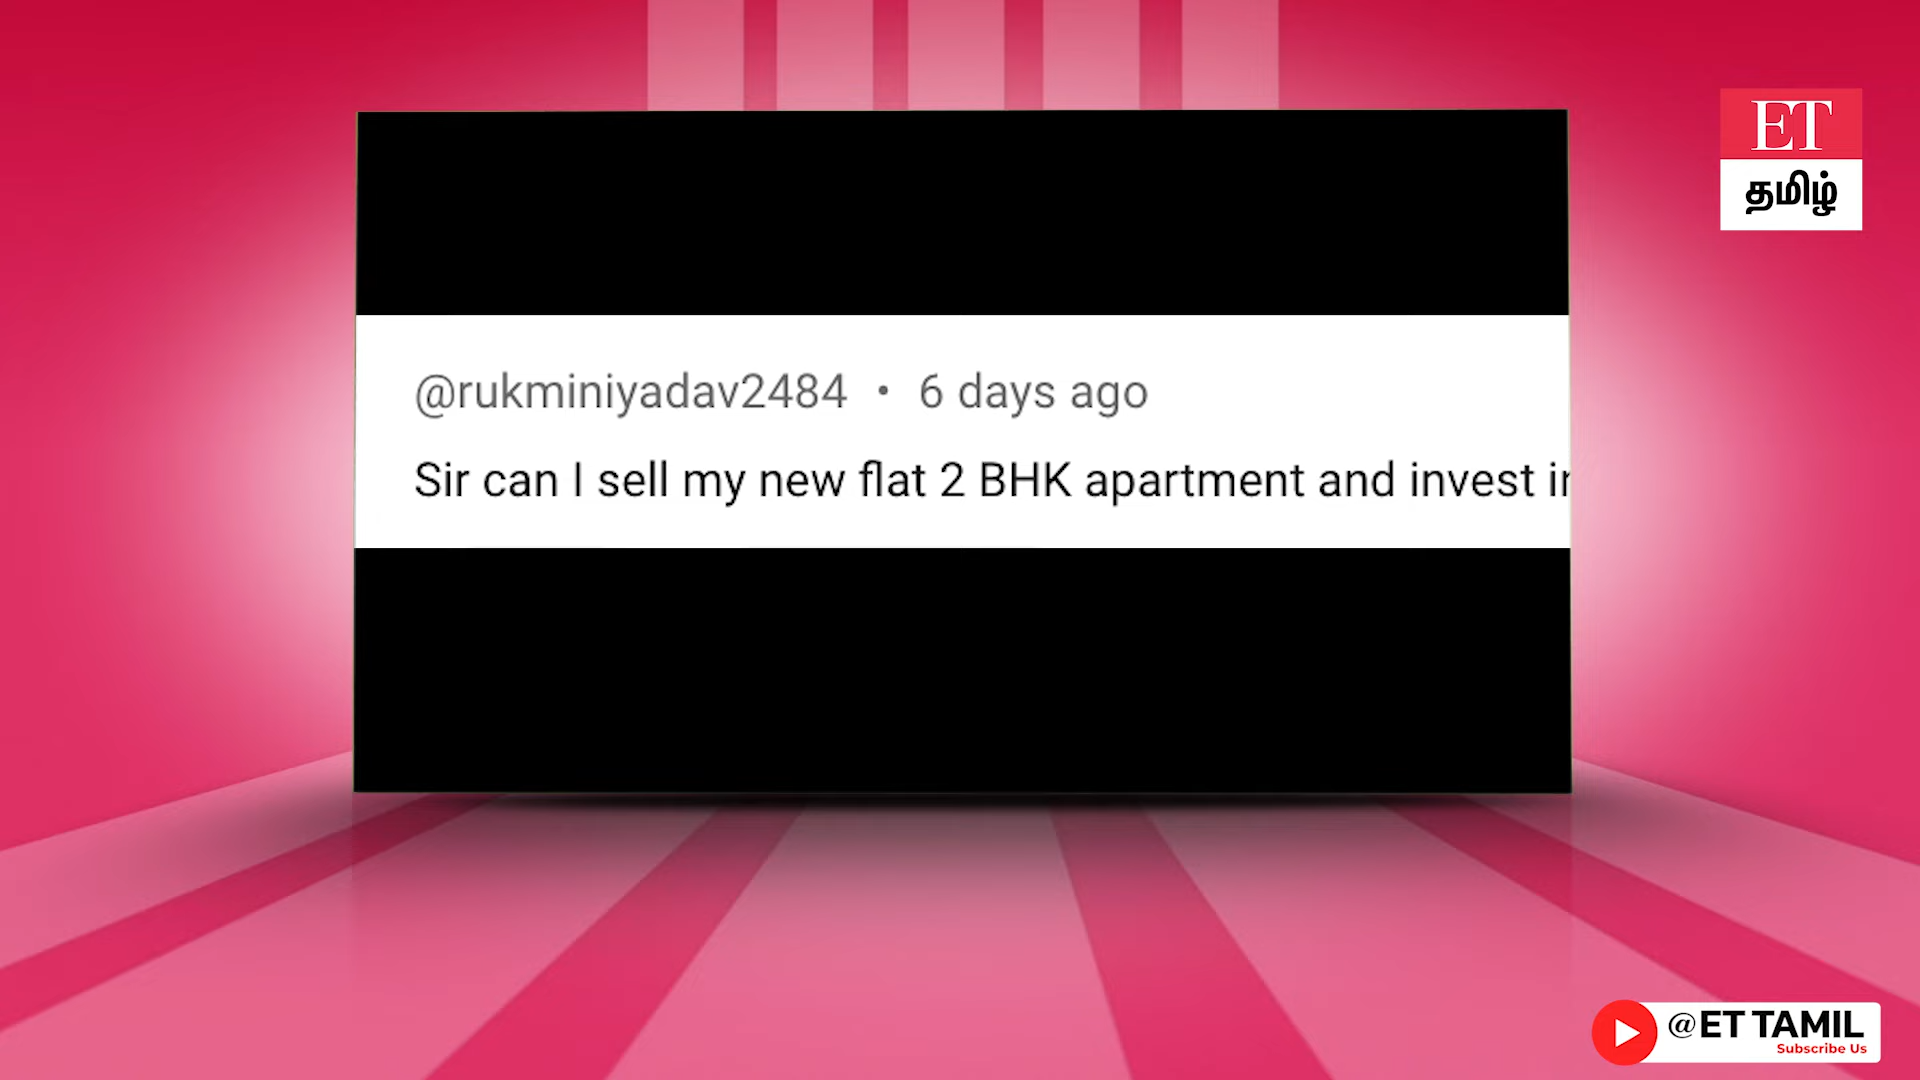 ET
தமிழ்
@rukminiyadav2484 • 6 days ago
Sir can I sell my new flat 2 BHK apartment and invest
@ET TAMIL
Subscribe Us